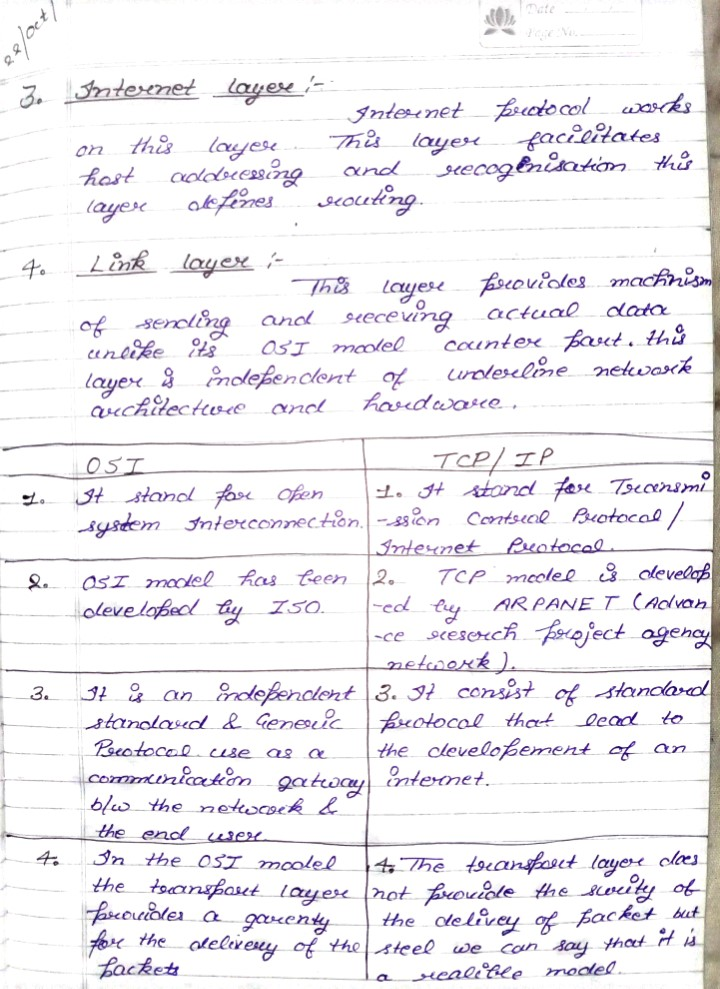 22/Oct/
Date
Page No.
3. Internet layer :-
Internet protocol works
on this layer. This layer facilitates
host addressing and recogenisation this
layer defines routing.
4. Link layer :-
This layer provides machnism
of sending and receving actual data
unlike its OSI model counter part. this
layer is independent of underline network
architecture and hardware.
OSI
TCP/IP
1. It stand for Open
system Interconnection.
1. It stand for Transmi
-ssion Control Protocol /
Internet Protocol.
2. OSI model has been
developed by ISO.
2. TCP model is develop
-ed by ARPANET (Advan
-ce reserch project agency
network).
3. It is an independent
standard & Generic
Protocol use as a
communication gatway
b/w the network &
the end user.
3. It consist of standard
protocol that lead to
the developement of an
internet.
4. In the OSI model
the transport layer
provides a garenty
for the delivery of the
packets
4. The transport layer does
not provide the surity of
the delivey of packet but
steel we can say that it is
a realible model.